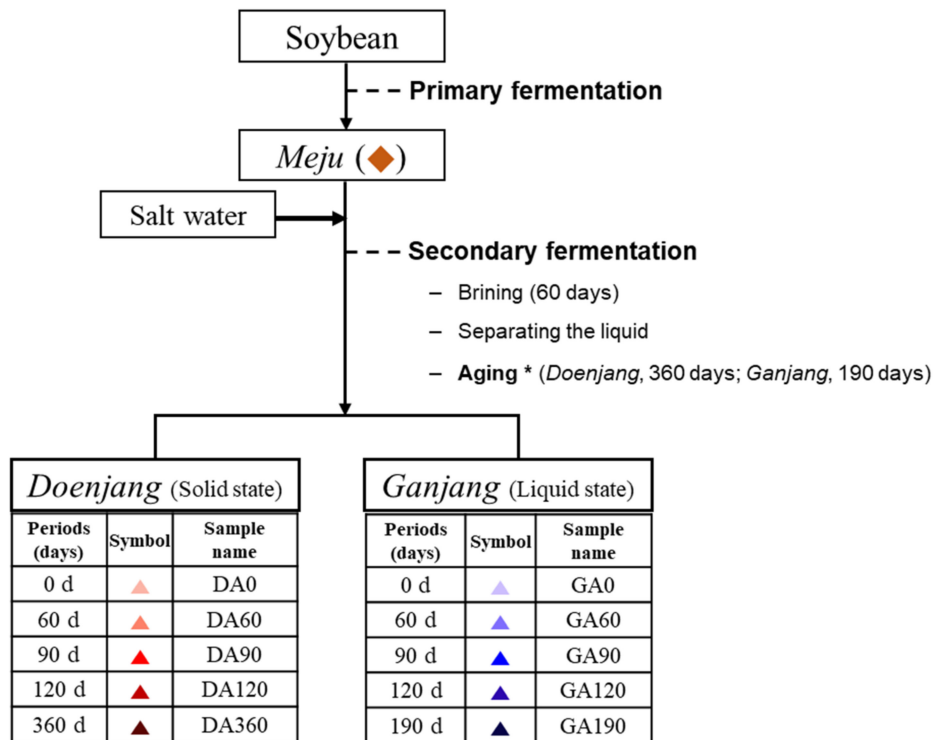 Soybean
Primary fermentation
Meju (◆)
Salt water
Secondary fermentation
– Brining (60 days)
– Separating the liquid
– Aging * (Doenjang, 360 days; Ganjang, 190 days)
Doenjang (Solid state)
Periods (days) Symbol Sample name
0 d ▲ DA0
60 d ▲ DA60
90 d ▲ DA90
120 d ▲ DA120
360 d ▲ DA360
Ganjang (Liquid state)
Periods (days) Symbol Sample name
0 d ▲ GA0
60 d ▲ GA60
90 d ▲ GA90
120 d ▲ GA120
190 d ▲ GA190